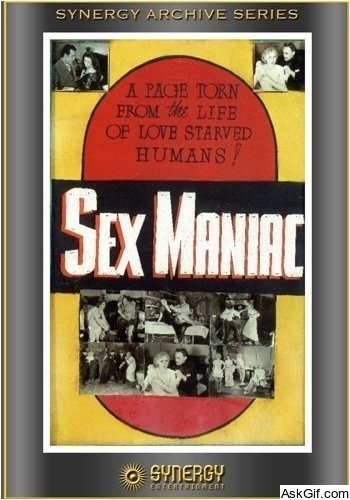 SYNERGY ARCHIVE SERIES
A PAGE TORN
FROM the LIFE
OF LOVE STARVED
HUMANS!
SEX MANIAC
SYNERGY
ENTERTAINMENT
AskGif.com